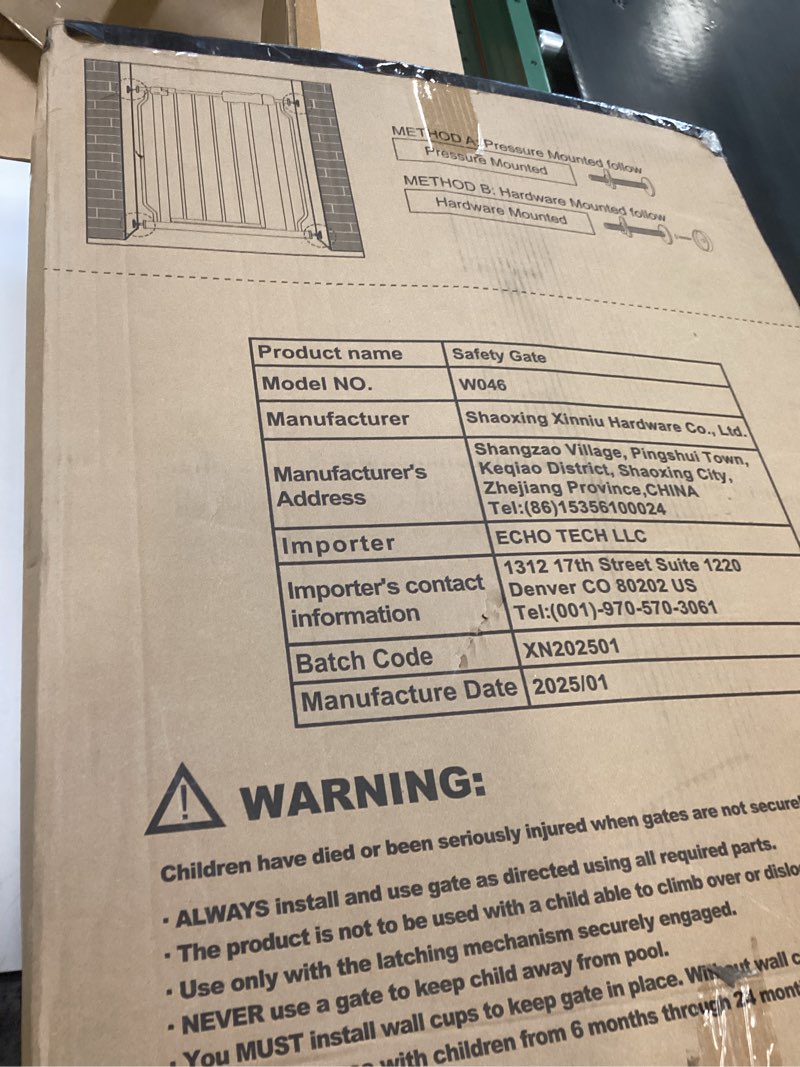 METHOD A: Pressure Mounted follow
Pressure Mounted
METHOD B: Hardware Mounted follow
Hardware Mounted
Product name Safety Gate
Model NO. W046
Manufacturer Shaoxing Xinniu Hardware Co., Ltd.
Manufacturer's Address
Shangzao Village, Pingshui Town,
Keqiao District, Shaoxing City,
Zhejiang Province,CHINA
Tel:(86)15356100024
Importer ECHO TECH LLC
Importer's contact information
1312 17th Street Suite 1220
Denver CO 80202 US
Tel:(001)-970-570-3061
Batch Code XN202501
Manufacture Date 2025/01
WARNING:
Children have died or been seriously injured when gates are not
· ALWAYS install and use gate as directed using all required parts.
· The product is not to be used with a child able to climb over or
· Use only with the latching mechanism securely engaged.
· NEVER use a gate to keep child away from pool.
· You MUST install wall cups to keep gate in place. Without wall
with children from 6 months through 24